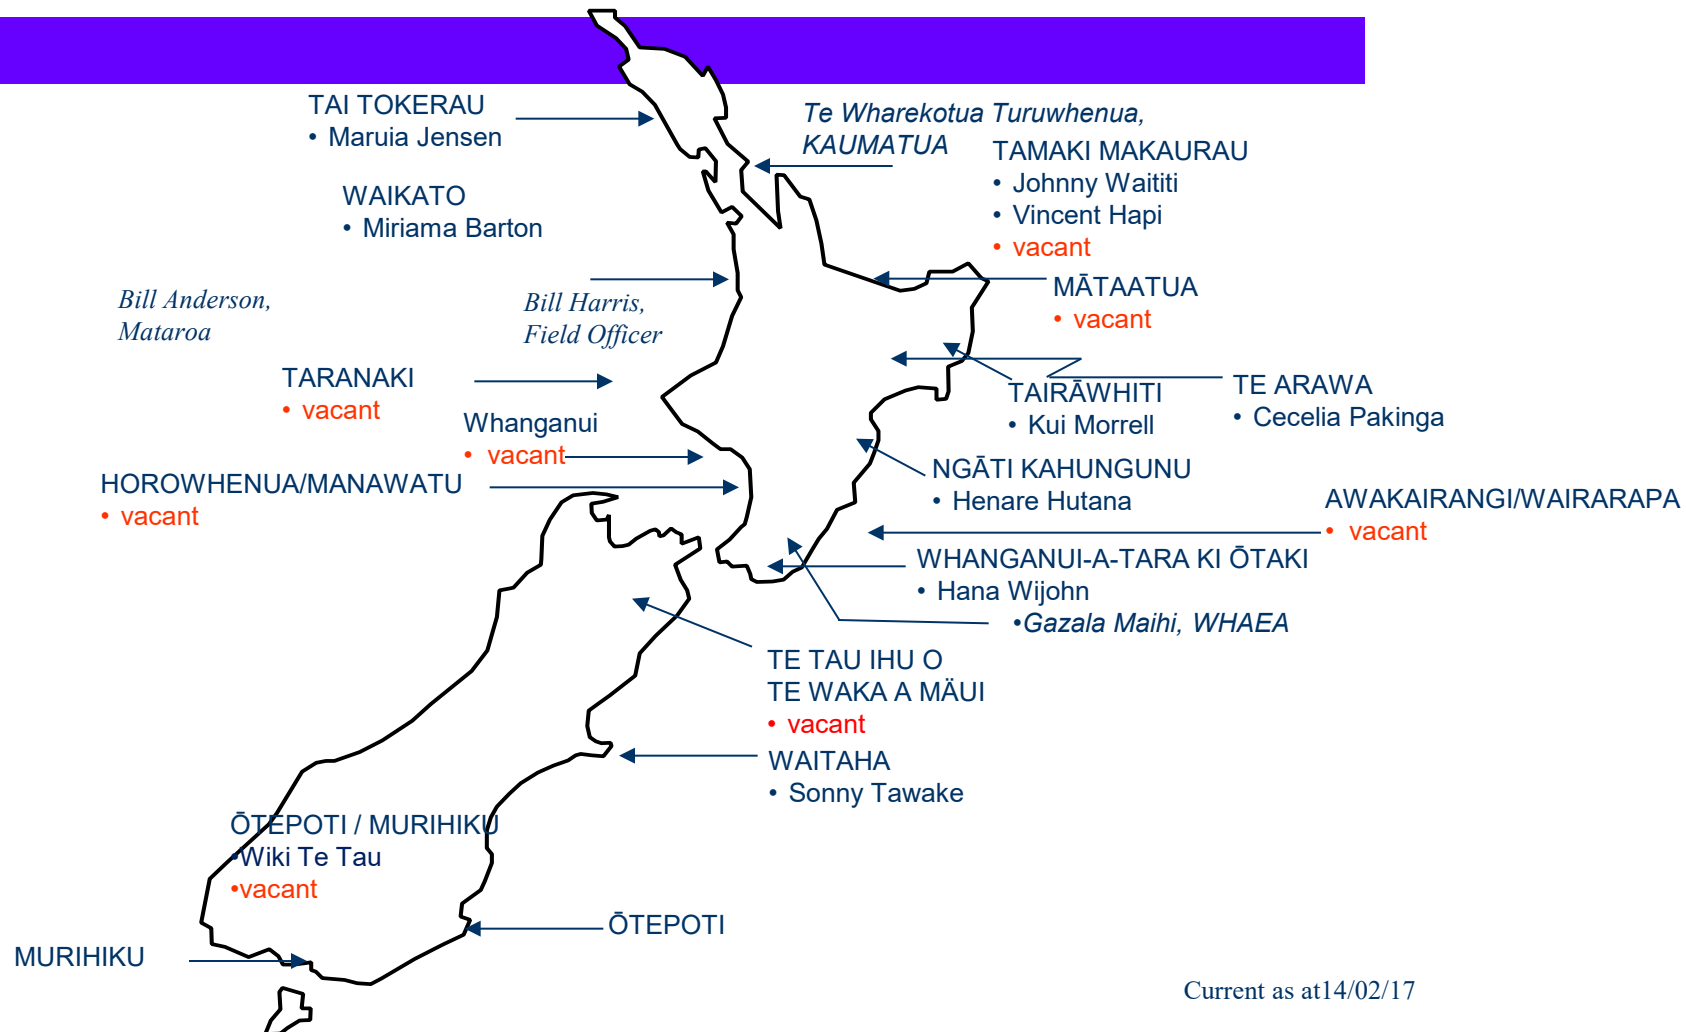 TAI TOKERAU
• Maruia Jensen
Te Wharekotua Turuwhenua,
KAUMATUA
TAMAKI MAKAURAU
• Johnny Waititi
• Vincent Hapi
• vacant
WAIKATO
• Miriama Barton
MĀTAATUA
• vacant
Bill Anderson,
Mataroa
Bill Harris,
Field Officer
TARANAKI
• vacant
TAIRĀWHITI
• Kui Morrell
TE ARAWA
• Cecelia Pakinga
Whanganui
• vacant
NGĀTI KAHUNGUNU
• Henare Hutana
HOROWHENUA/MANAWATU
• vacant
AWAKAIRANGI/WAIRARAPA
• vacant
WHANGANUI-A-TARA KI ŌTAKI
• Hana Wijohn
•Gazala Maihi, WHAEA
TE TAU IHU O
TE WAKA A MÄUI
• vacant
WAITAHA
• Sonny Tawake
ŌTEPOTI / MURIHIKU
•Wiki Te Tau
•vacant
ŌTEPOTI
MURIHIKU
Current as at14/02/17